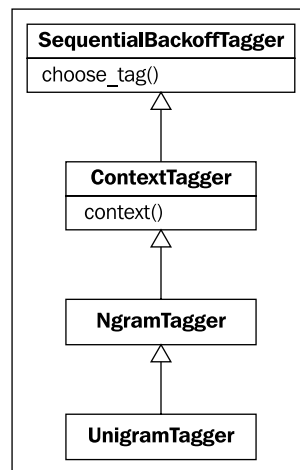 SequentialBackoffTagger
choose_tag()
ContextTagger
context()
NgramTagger
UnigramTagger